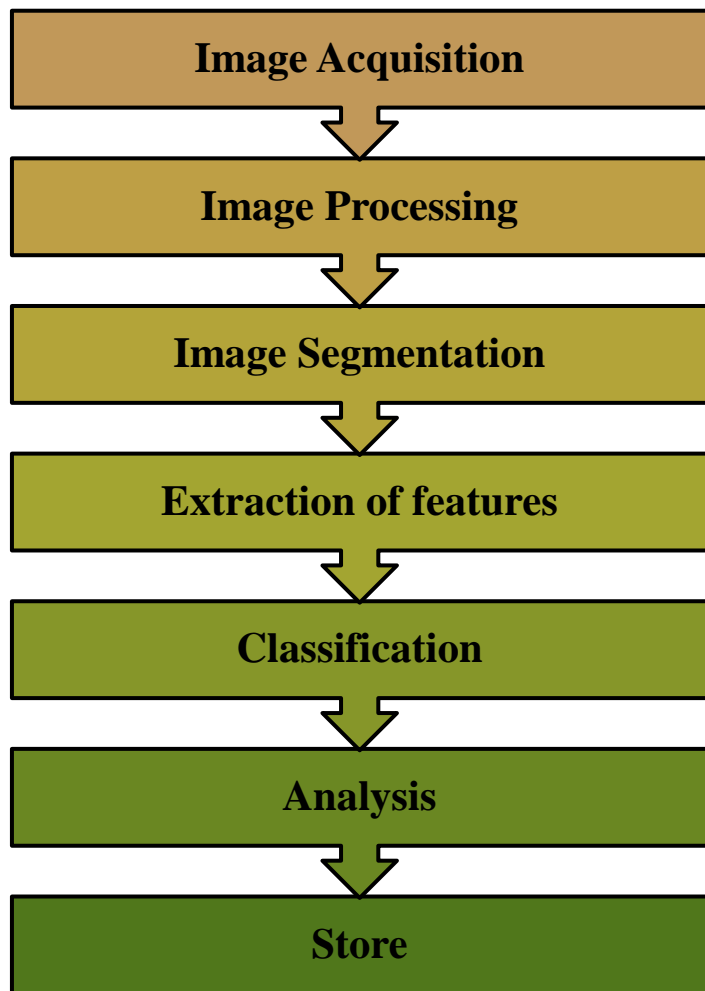 Image Acquisition
Image Processing
Image Segmentation
Extraction of features
Classification
Analysis
Store